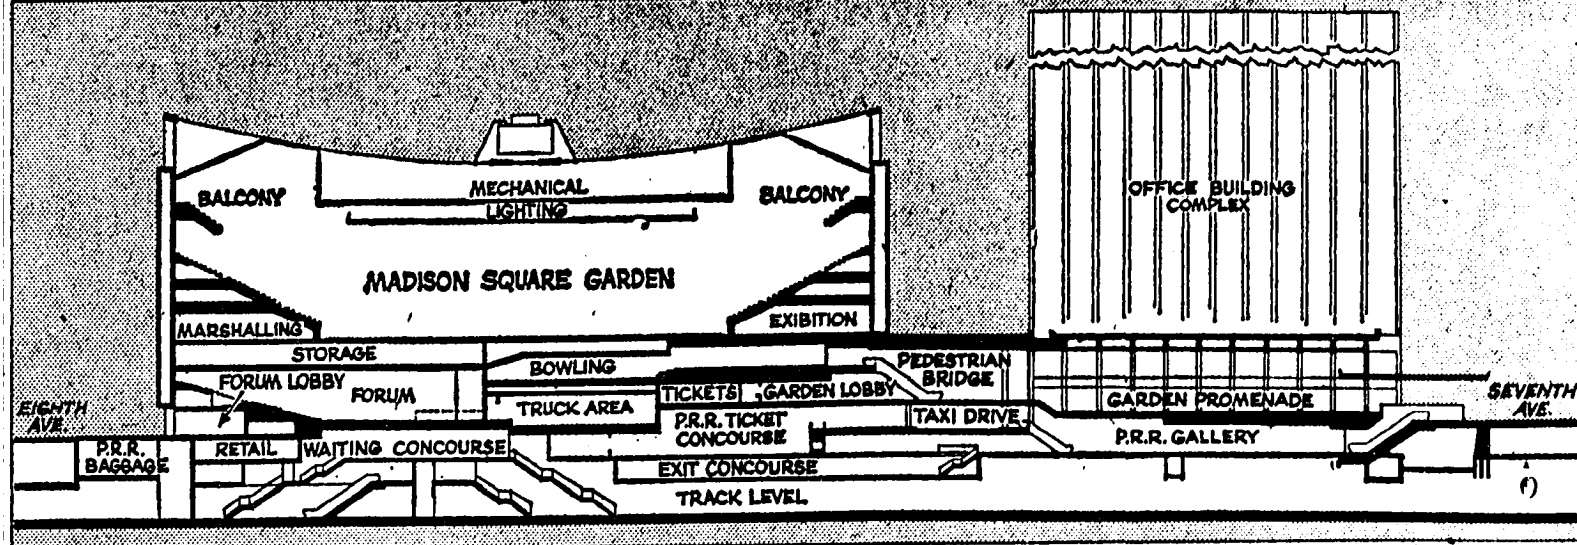 MECHANICAL
LIGHTING
BALCONY
BALCONY
OFFICE BUILDING
COMPLEX
MADISON SQUARE GARDEN
MARSHALLING
EXIBITION
STORAGE
BOWLING
PEDESTRIAN
BRIDGE
FORUM LOBBY
FORUM
TICKETS
GARDEN LOBBY
GARDEN PROMENADE
EIGHTH
AVE.
SEVENTH
AVE.
TRUCK AREA
P.R.R. TICKET
CONCOURSE
TAXI DRIVE
P.R.R. GALLERY
P.R.R.
BAGGAGE
RETAIL
WAITING CONCOURSE
EXIT CONCOURSE
TRACK LEVEL